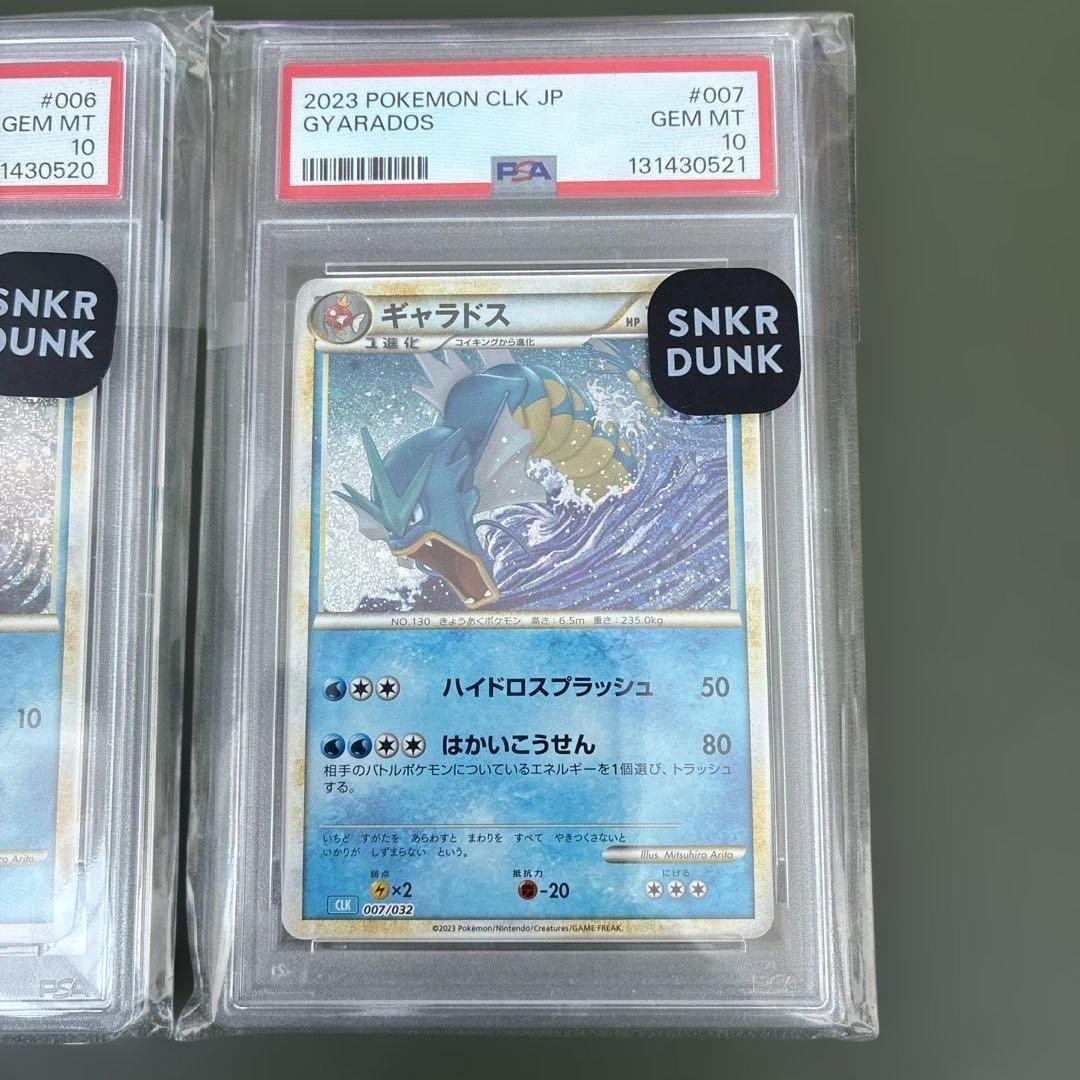 #006
GEM MT
10
1430520
SNKR
DUNK
10
PSA
2023 POKEMON CLK JP
GYARADOS
#007
GEM MT
10
131430521
PSA
SNKR
DUNK
ギャラドス
HP
1進化
コイキングから進化
NO.130 きょうあくポケモン 高さ:6.5m 重さ:235.0kg
ハイドロスプラッシュ 50
はかいこうせん 80
相手のバトルポケモンについているエネルギーを1個選び、トラッシュ
する。
いちど すがたを あらわすと まわりを すべて やきつくさないと
いかりが しずまらない という。
Illus. Mitsuhiro Arita
弱点
×2
抵抗力
-20
にげる
CLK
007/032
©2023 Pokémon/Nintendo/Creatures/GAME FREAK.